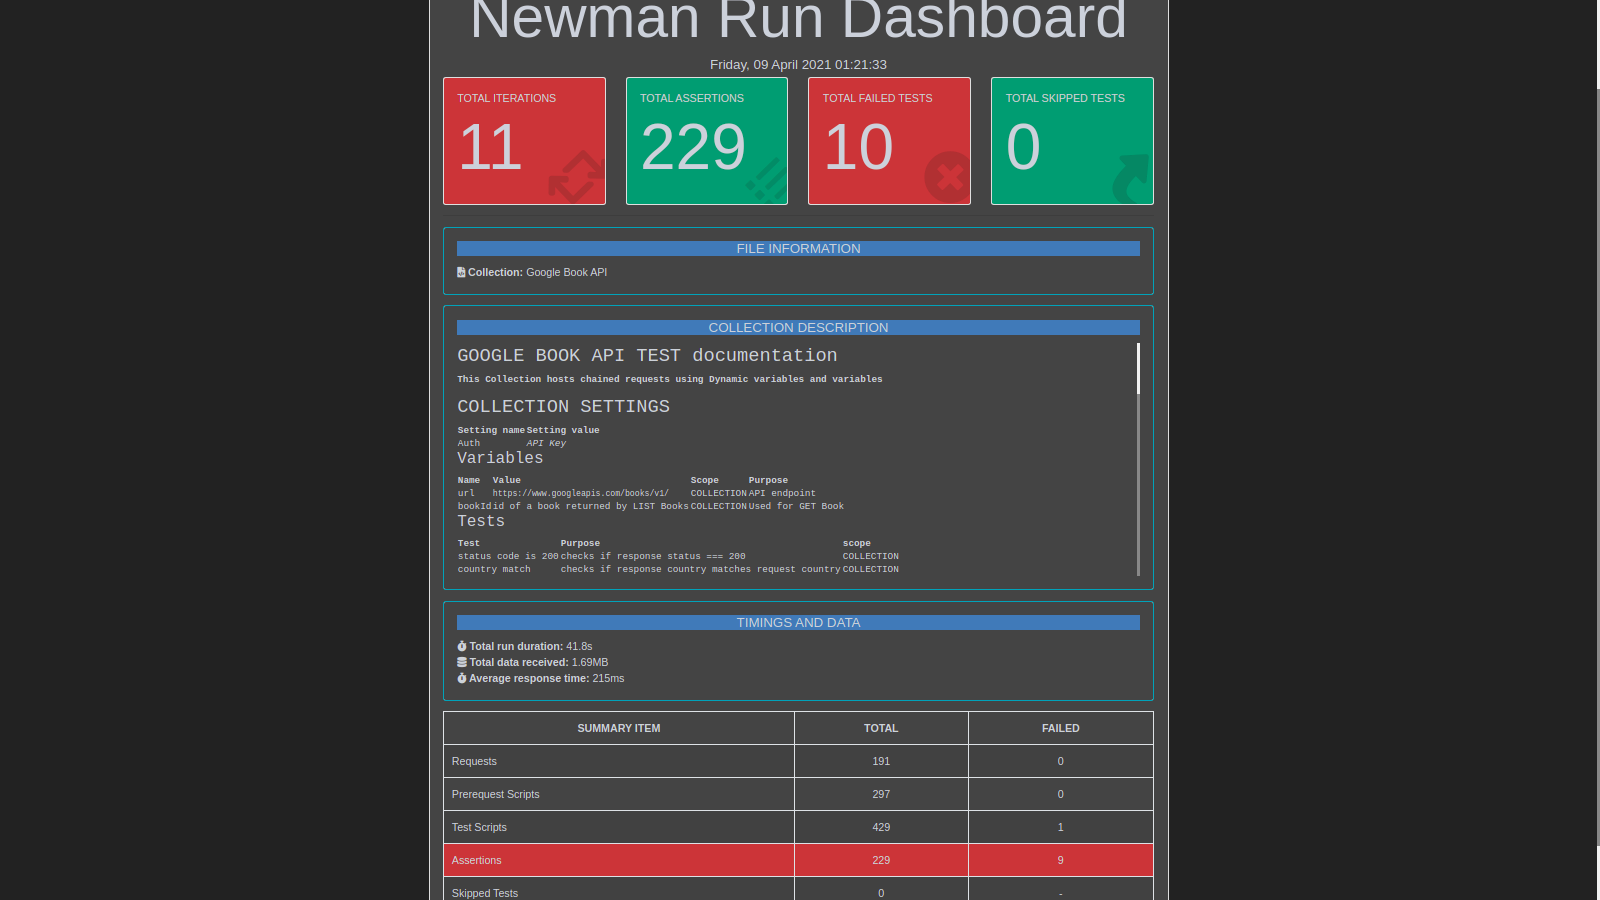 Newman Run Dashboard
Friday, 09 April 2021 01:21:33
TOTAL ITERATIONS
11
TOTAL ASSERTIONS
229
TOTAL FAILED TESTS
10
TOTAL SKIPPED TESTS
0
FILE INFORMATION
Collection: Google Book API
COLLECTION DESCRIPTION
GOOGLE BOOK API TEST documentation
This Collection hosts chained requests using Dynamic variables and variables
COLLECTION SETTINGS
Setting name Setting value
Auth API Key
Variables
Name Value Scope Purpose
url https://www.googleapis.com/books/v1/ COLLECTION API endpoint
bookId id of a book returned by LIST Books COLLECTION Used for GET Book
Tests
Test Purpose scope
status code is 200 checks if response status === 200 COLLECTION
country match checks if response country matches request country COLLECTION
TIMINGS AND DATA
Total run duration: 41.8s
Total data received: 1.69MB
Average response time: 215ms
SUMMARY ITEM TOTAL FAILED
Requests 191 0
Prerequest Scripts 297 0
Test Scripts 429 1
Assertions 229 9
Skipped Tests 0 -